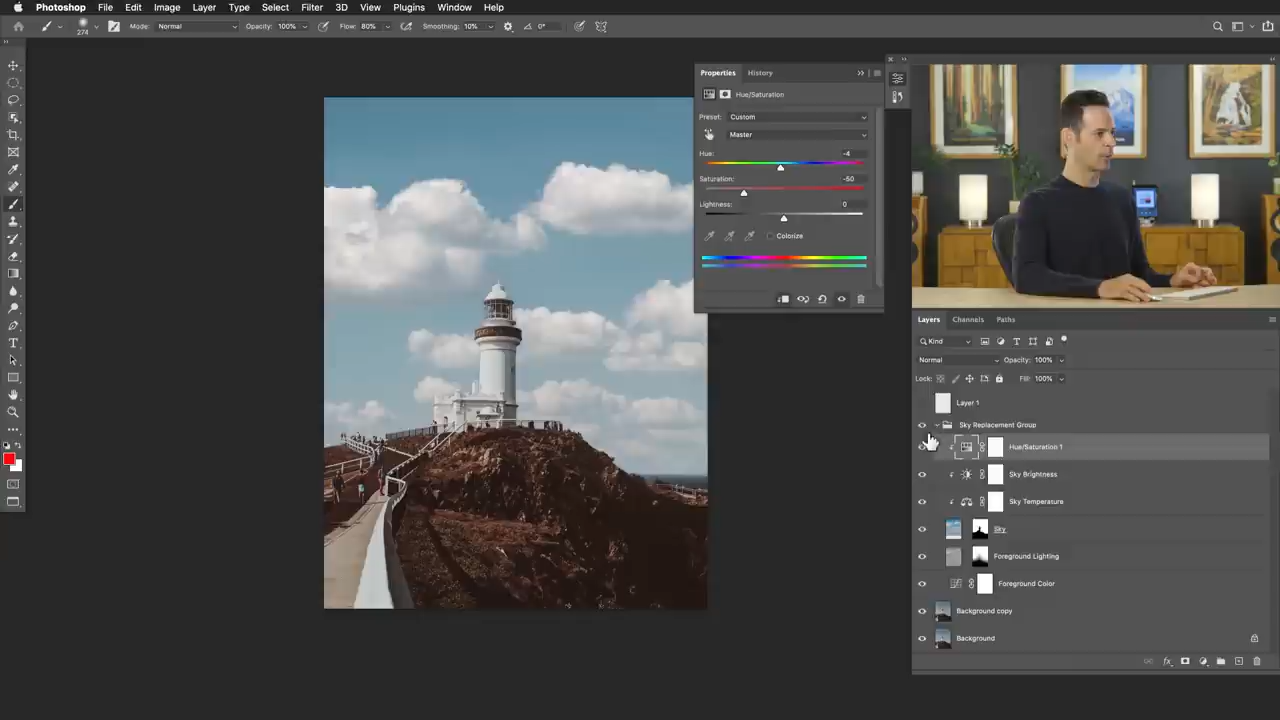 Photoshop File Edit Image Layer Type Select Filter 3D View Plugins Window Help
274 Mode: Normal Opacity: 100% Flow: 80% Smoothing: 10% 0°
Properties History
Hue/Saturation
Preset: Custom
Master
Hue: -4
Saturation: -50
Lightness: 0
Colorize
Layers Channels Paths
Kind
Normal Opacity: 100%
Lock: Fill: 100%
Layer 1
Sky Replacement Group
Hue/Saturation 1
Sky Brightness
Sky Temperature
Sky
Foreground Lighting
Foreground Color
Background copy
Background